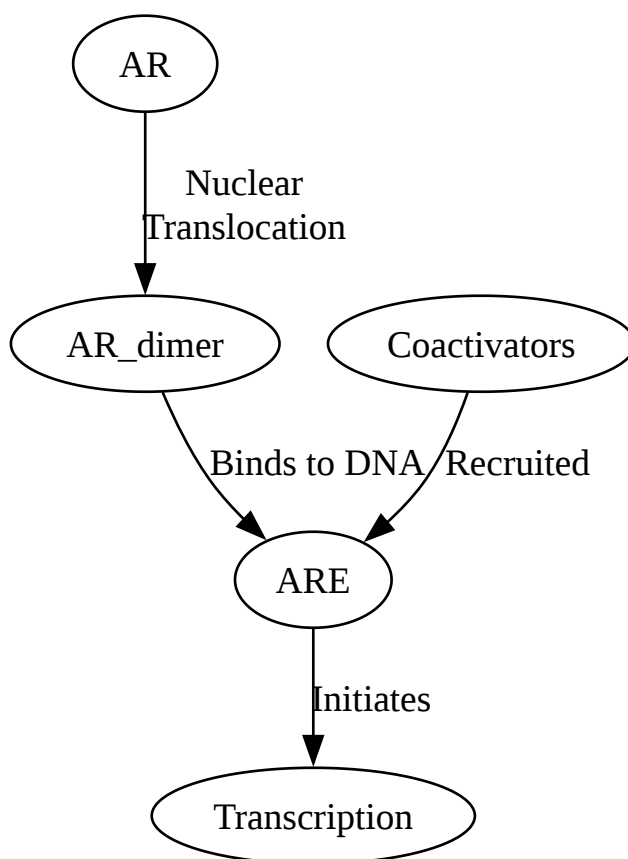 AR
Nuclear
Translocation
AR_dimer
Coactivators
Binds to DNA
Recruited
ARE
Initiates
Transcription